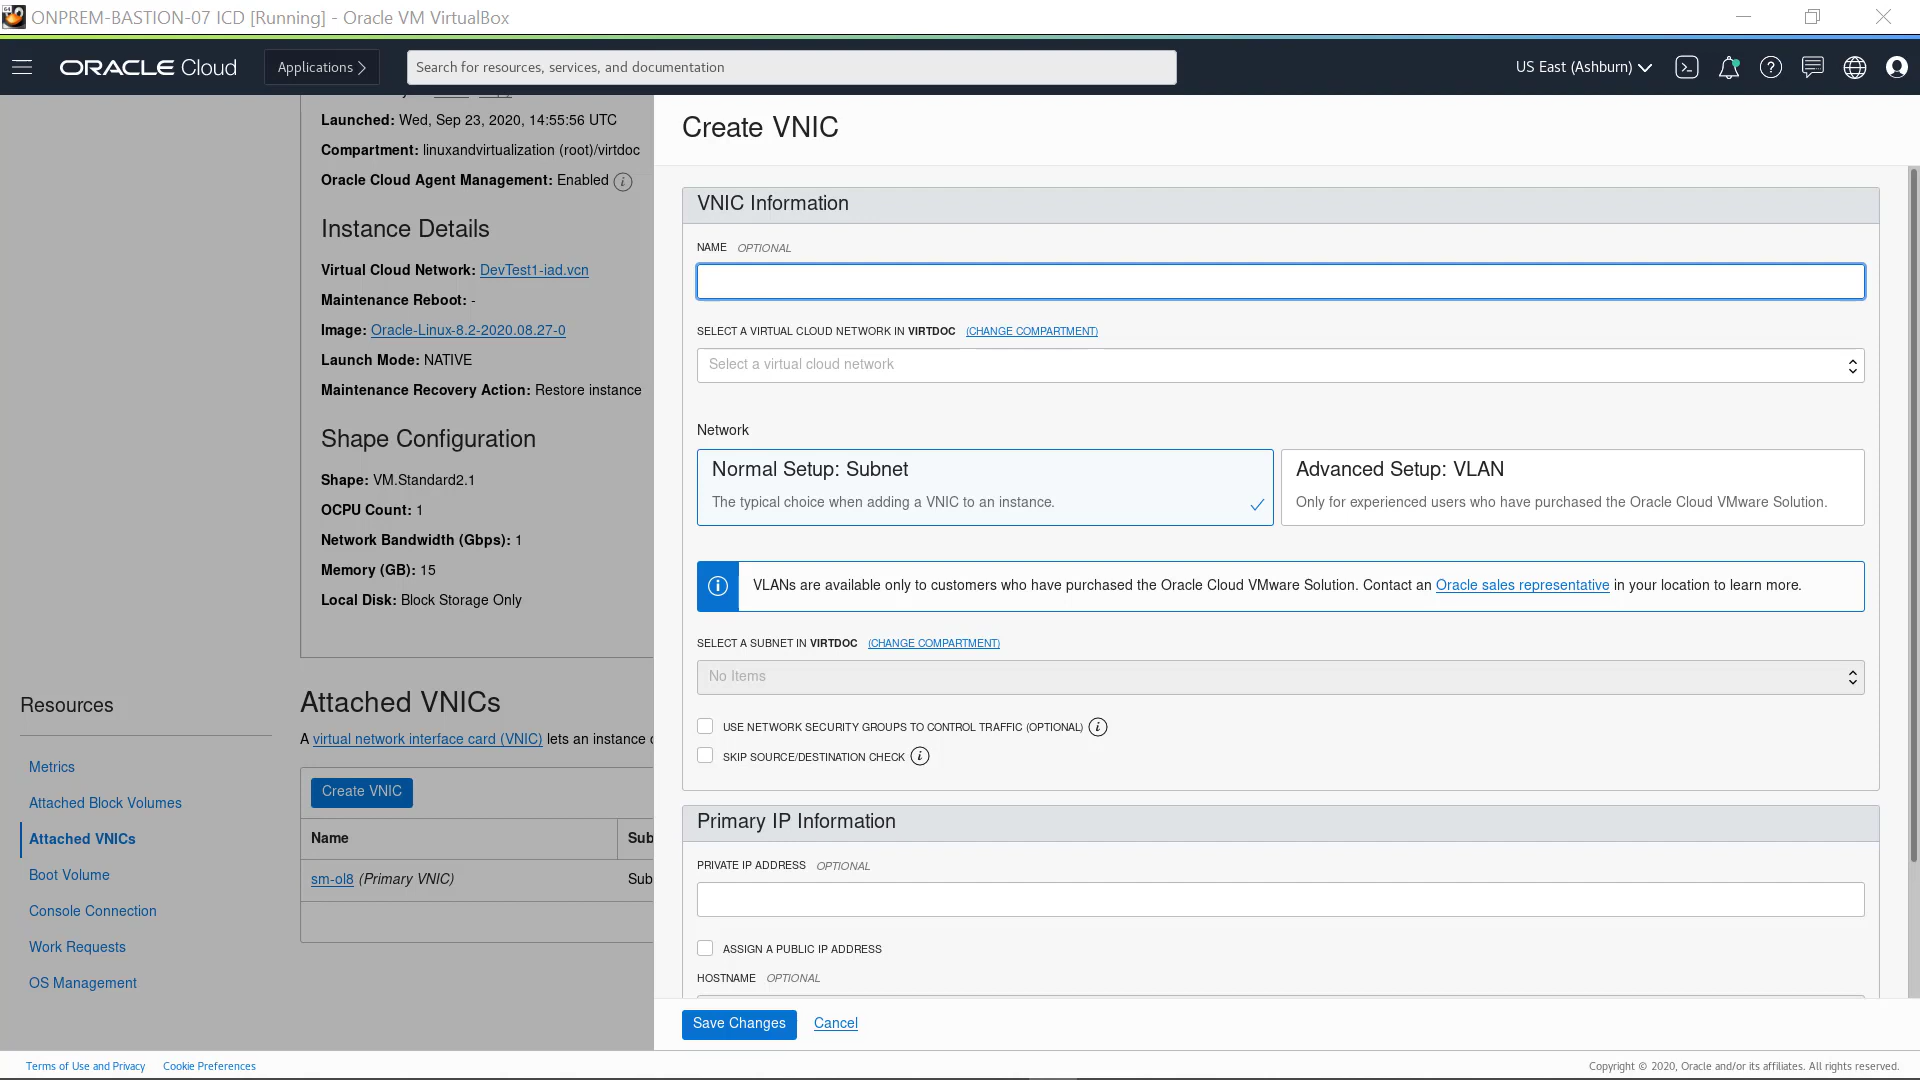 ONPREM-BASTION-07 ICD [Running] - Oracle VM VirtualBox
ORACLE Cloud
Applications
Search for resources, services, and documentation
US East (Ashburn)
Launched: Wed, Sep 23, 2020, 14:55:56 UTC
Compartment: linuxandvirtualization (root)/virtdoc
Oracle Cloud Agent Management: Enabled
Instance Details
Virtual Cloud Network: DevTest1-iad.vcn
Maintenance Reboot: -
Image: Oracle-Linux-8.2-2020.08.27-0
Launch Mode: NATIVE
Maintenance Recovery Action: Restore instance
Shape Configuration
Shape: VM.Standard2.1
OCPU Count: 1
Network Bandwidth (Gbps): 1
Memory (GB): 15
Local Disk: Block Storage Only
Resources
Metrics
Attached Block Volumes
Attached VNICs
Boot Volume
Console Connection
Work Requests
OS Management
Attached VNICs
A virtual network interface card (VNIC) lets an instance
Create VNIC
Name Sub
sm-ol8 (Primary VNIC) Sub
Create VNIC
VNIC Information
NAME OPTIONAL
SELECT A VIRTUAL CLOUD NETWORK IN VIRTDOC (CHANGE COMPARTMENT)
Select a virtual cloud network
Network
Normal Setup: Subnet
The typical choice when adding a VNIC to an instance.
Advanced Setup: VLAN
Only for experienced users who have purchased the Oracle Cloud VMware Solution.
VLANs are available only to customers who have purchased the Oracle Cloud VMware Solution. Contact an Oracle sales representative in your location to learn more.
SELECT A SUBNET IN VIRTDOC (CHANGE COMPARTMENT)
No Items
USE NETWORK SECURITY GROUPS TO CONTROL TRAFFIC (OPTIONAL)
SKIP SOURCE/DESTINATION CHECK
Primary IP Information
PRIVATE IP ADDRESS OPTIONAL
ASSIGN A PUBLIC IP ADDRESS
HOSTNAME OPTIONAL
Save Changes
Cancel
Terms of Use and Privacy
Cookie Preferences
Copyright © 2020, Oracle and/or its affiliates. All rights reserved.